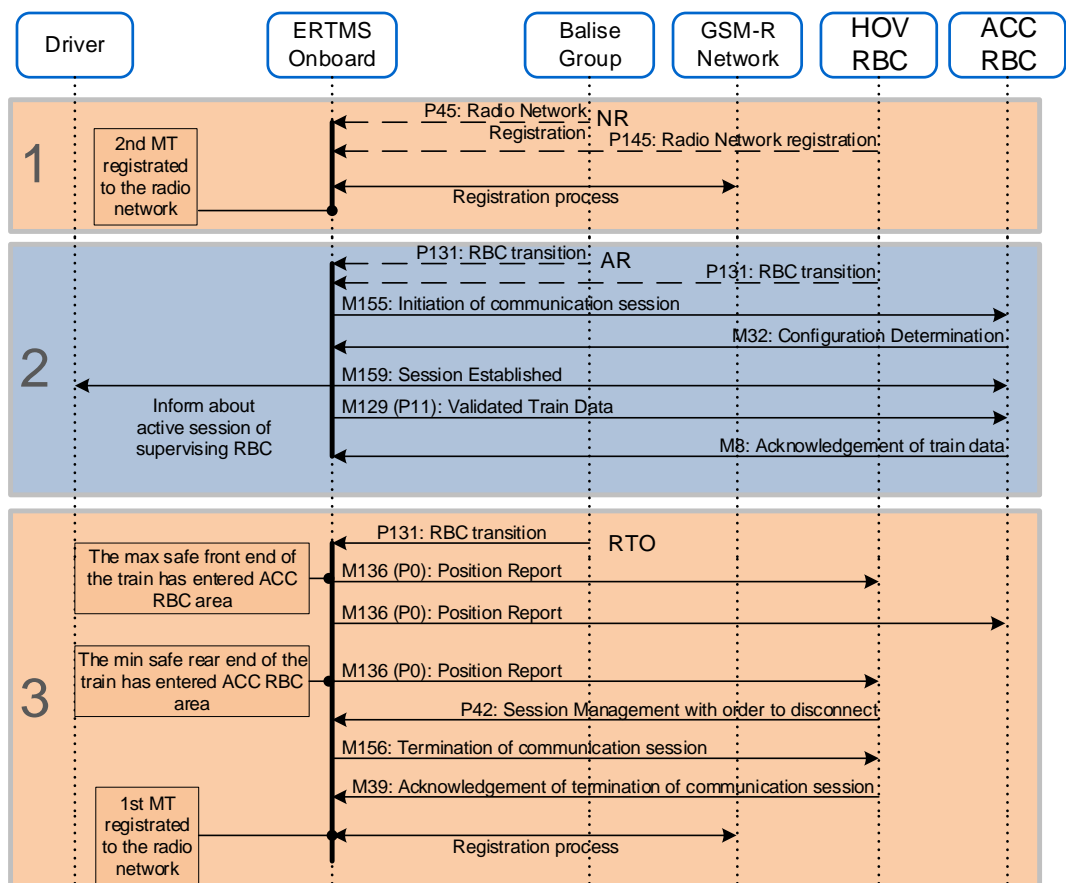 Driver
ERTMS
Onboard
Balise
Group
GSM-R
Network
HOV
RBC
ACC
RBC
1
P45: Radio Network
Registration
NR
P145: Radio Network registration
2nd MT
registrated
to the radio
network
Registration process
2
P131: RBC transition
AR
P131: RBC transition
M155: Initiation of communication session
M32: Configuration Determination
M159: Session Established
Inform about
active session of
supervising RBC
M129 (P11): Validated Train Data
M8: Acknowledgement of train data
3
P131: RBC transition
RTO
The max safe front end of
the train has entered ACC
RBC area
M136 (P0): Position Report
M136 (P0): Position Report
The min safe rear end of the
train has entered ACC RBC
area
M136 (P0): Position Report
P42: Session Management with order to disconnect
M156: Termination of communication session
M39: Acknowledgement of termination of communication session
1st MT
registrated
to the radio
network
Registration process